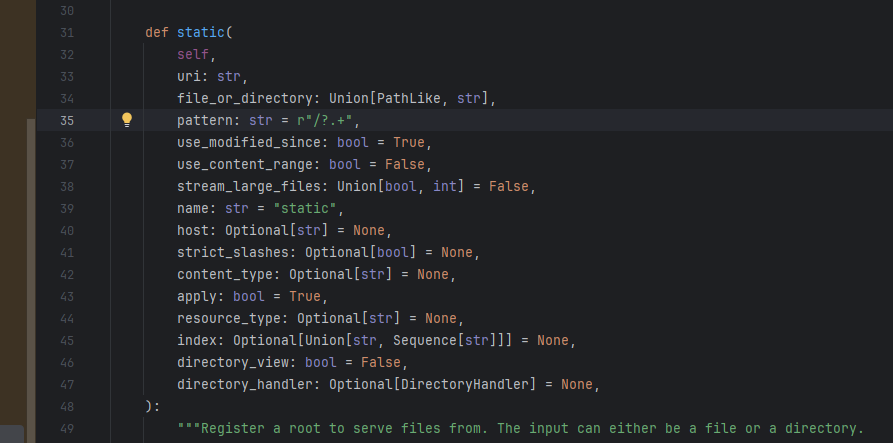 30
31 def static(
32 self,
33 uri: str,
34 file_or_directory: Union[PathLike, str],
35 pattern: str = r"/?.+",
36 use_modified_since: bool = True,
37 use_content_range: bool = False,
38 stream_large_files: Union[bool, int] = False,
39 name: str = "static",
40 host: Optional[str] = None,
41 strict_slashes: Optional[bool] = None,
42 content_type: Optional[str] = None,
43 apply: bool = True,
44 resource_type: Optional[str] = None,
45 index: Optional[Union[str, Sequence[str]]] = None,
46 directory_view: bool = False,
47 directory_handler: Optional[DirectoryHandler] = None,
48 ):
49 """Register a root to serve files from. The input can either be a file or a directory.